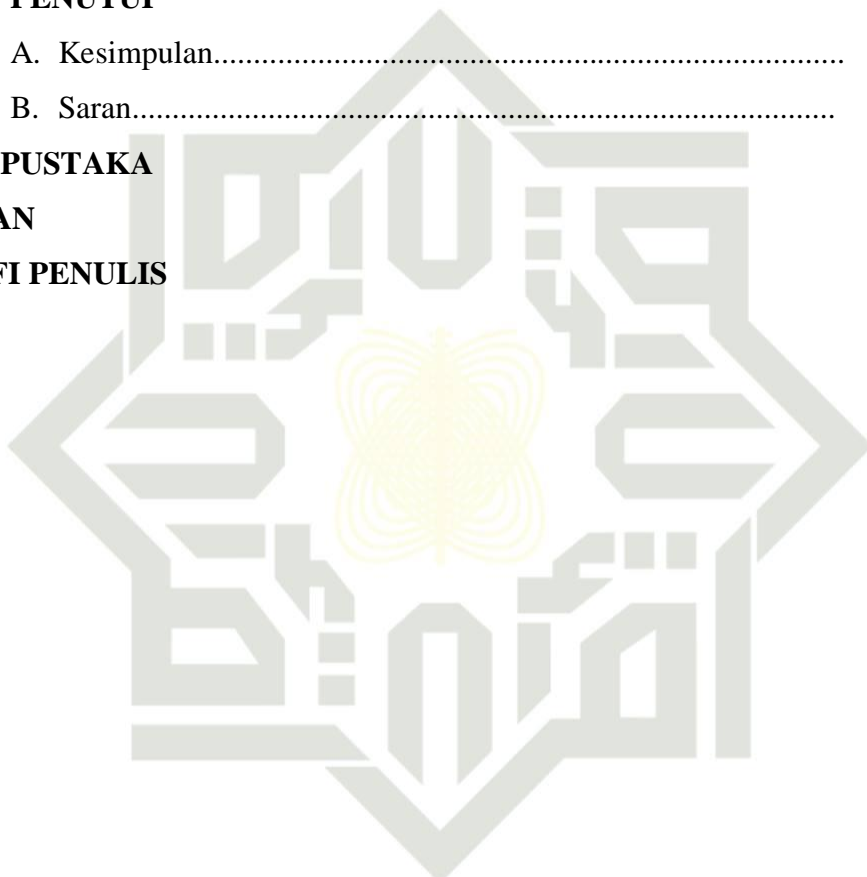 PENUTUP
A. Kesimpulan..............................................................................
B. Saran.......................................................................................
PUSTAKA
AN
FI PENULIS